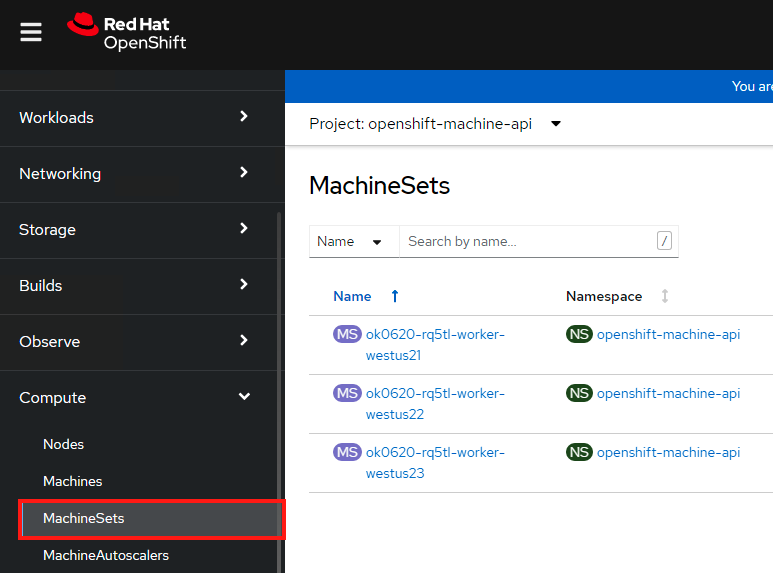 Red Hat
OpenShift
You are
Workloads
Networking
Storage
Builds
Observe
Compute
Nodes
Machines
MachineSets
MachineAutoscalers
Project: openshift-machine-api
MachineSets
Name
Search by name...
/
Name
Namespace
MS ok0620-rq5tl-worker-
westus21
NS openshift-machine-api
MS ok0620-rq5tl-worker-
westus22
NS openshift-machine-api
MS ok0620-rq5tl-worker-
westus23
NS openshift-machine-api